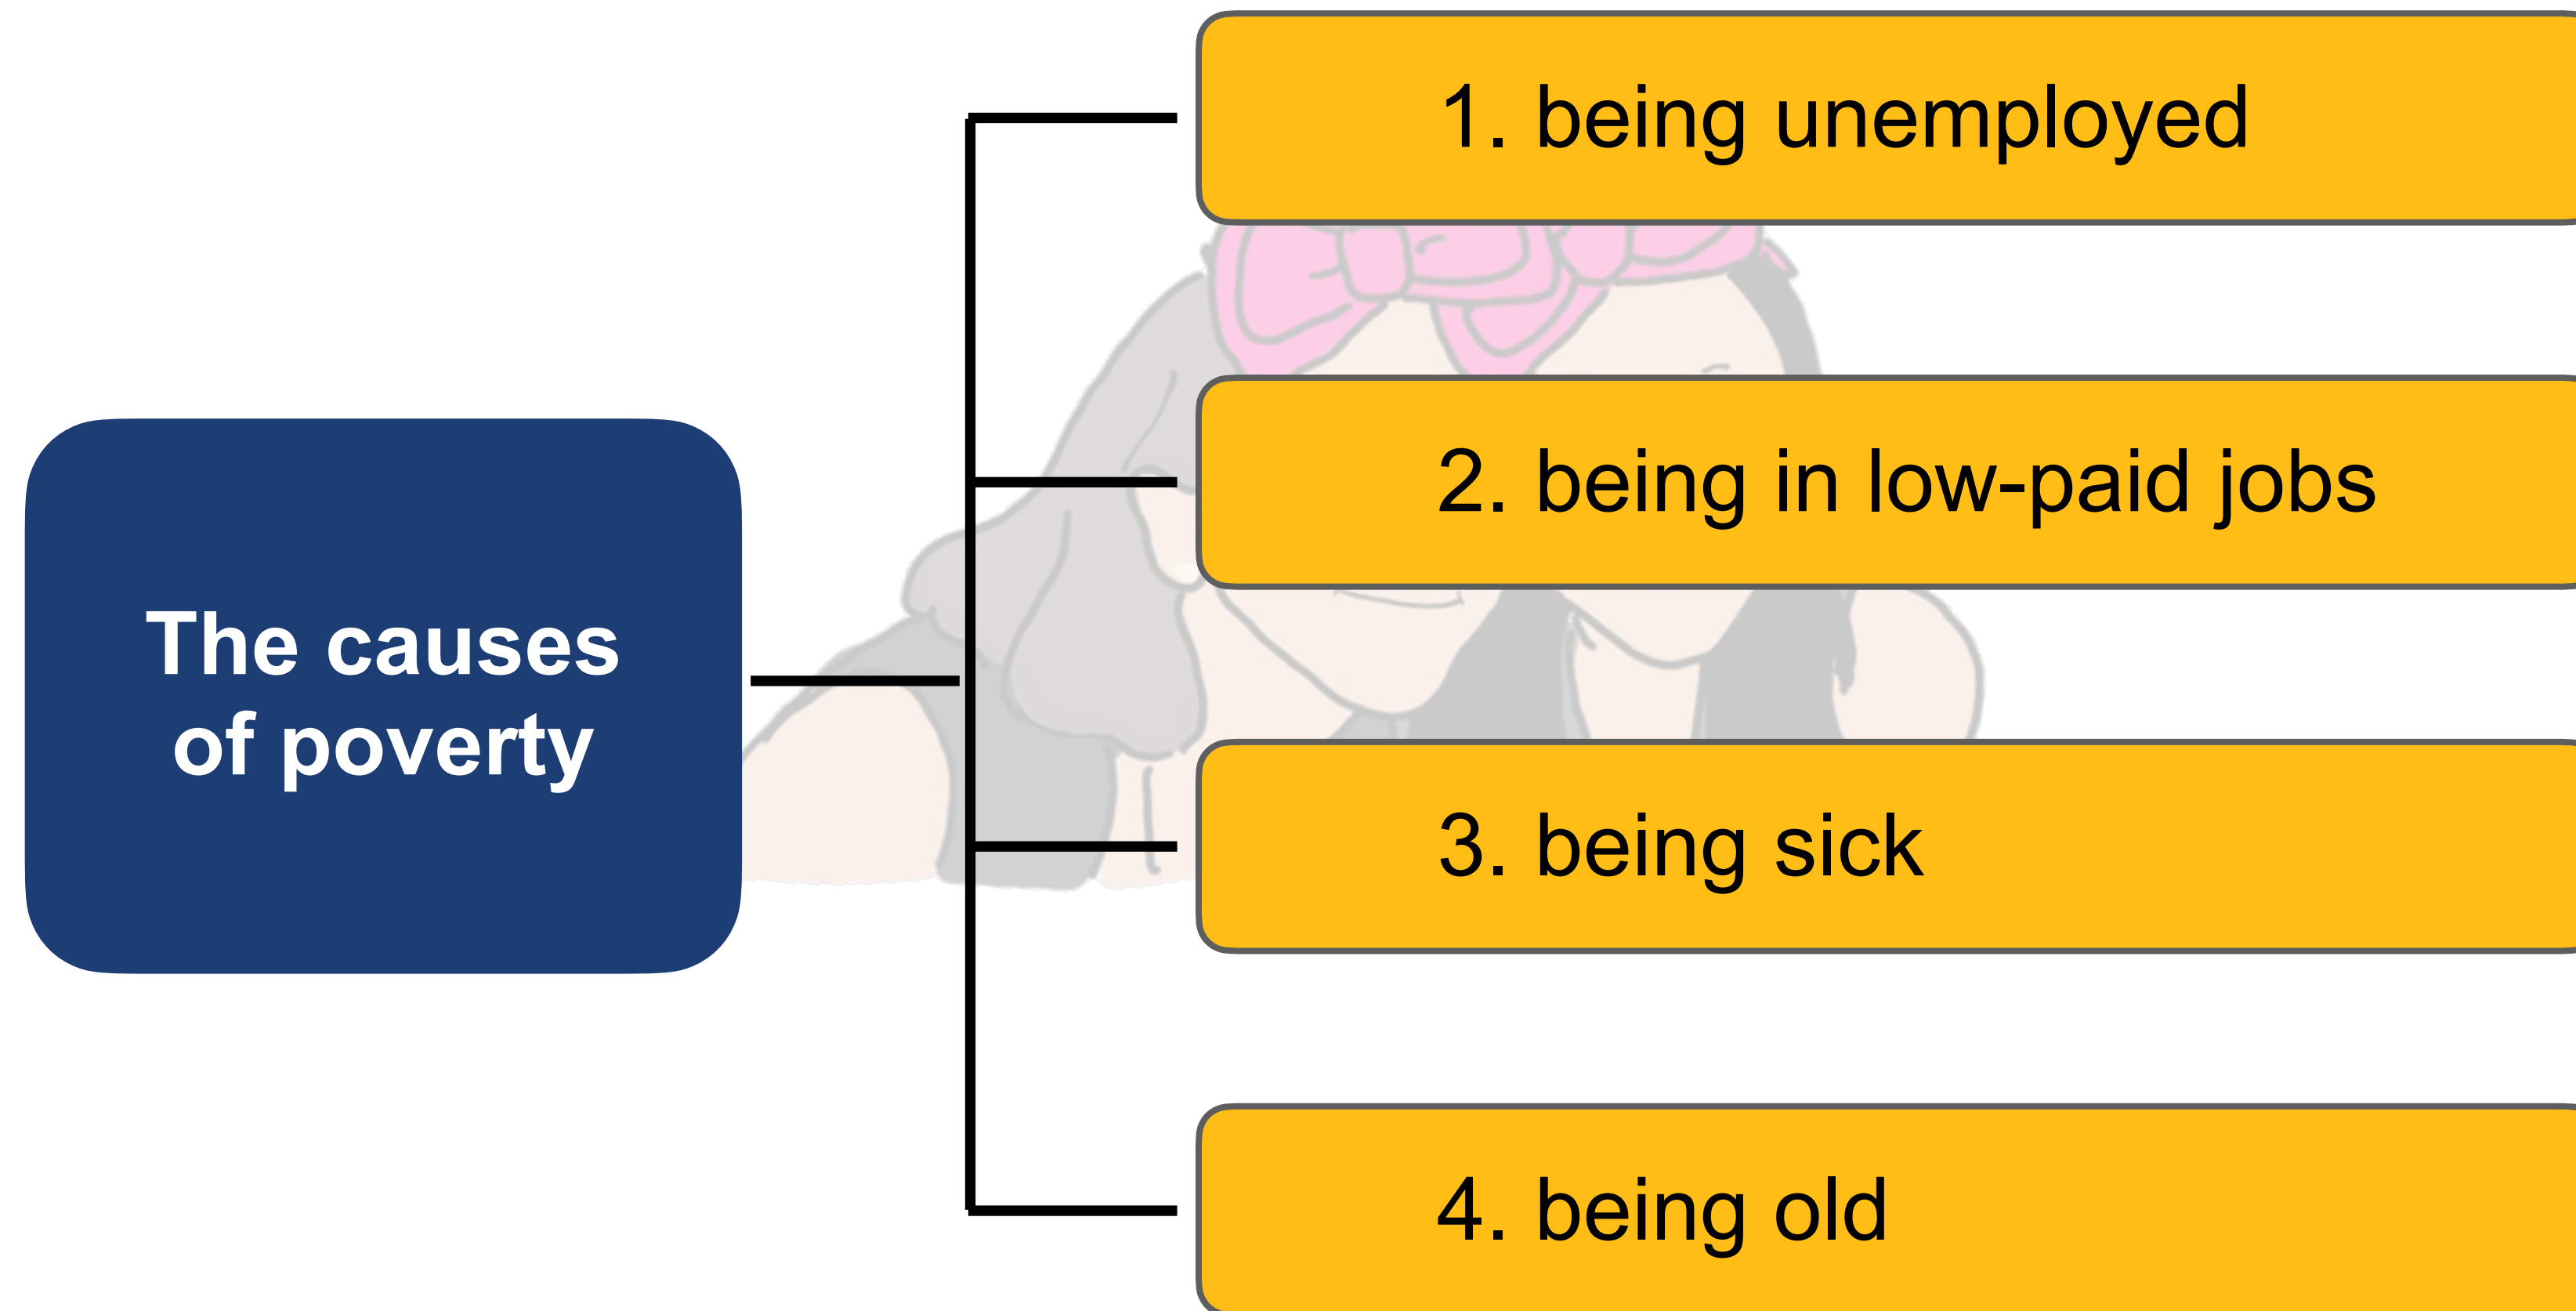 The causes
of poverty
1. being unemployed
2. being in low-paid jobs
3. being sick
4. being old